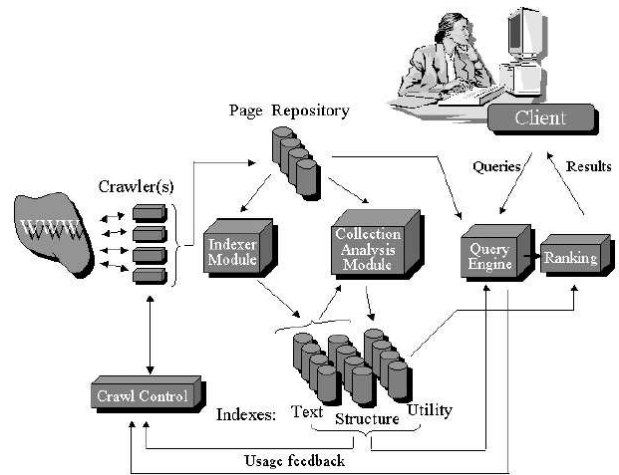 Client
Page Repository
Queries
Results
Crawler(s)
WWW
Indexer
Module
Collection
Analysis
Module
Query
Engine
Ranking
Crawl Control
Indexes:
Text
Structure
Utility
Usage feedback